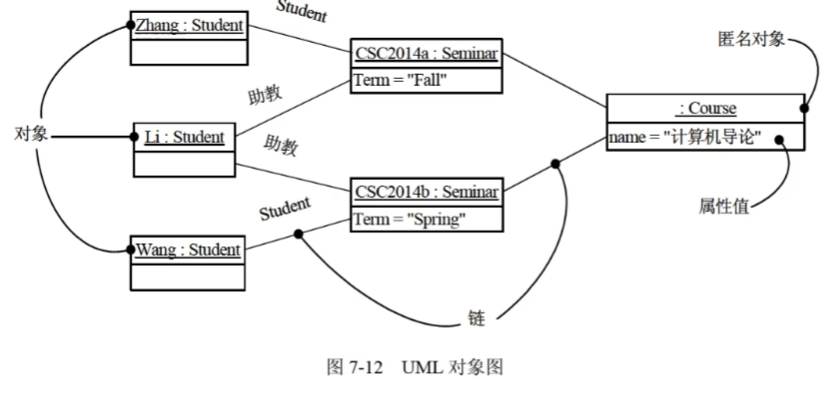 Student
Zhang : Student
匿名对象
CSC2014a : Seminar
Term = "Fall"
助教
: Course
对象
Li : Student
name = "计算机导论"
助教
CSC2014b : Seminar
属性值
Student
Term = "Spring"
Wang : Student
链
图 7-12 UML 对象图